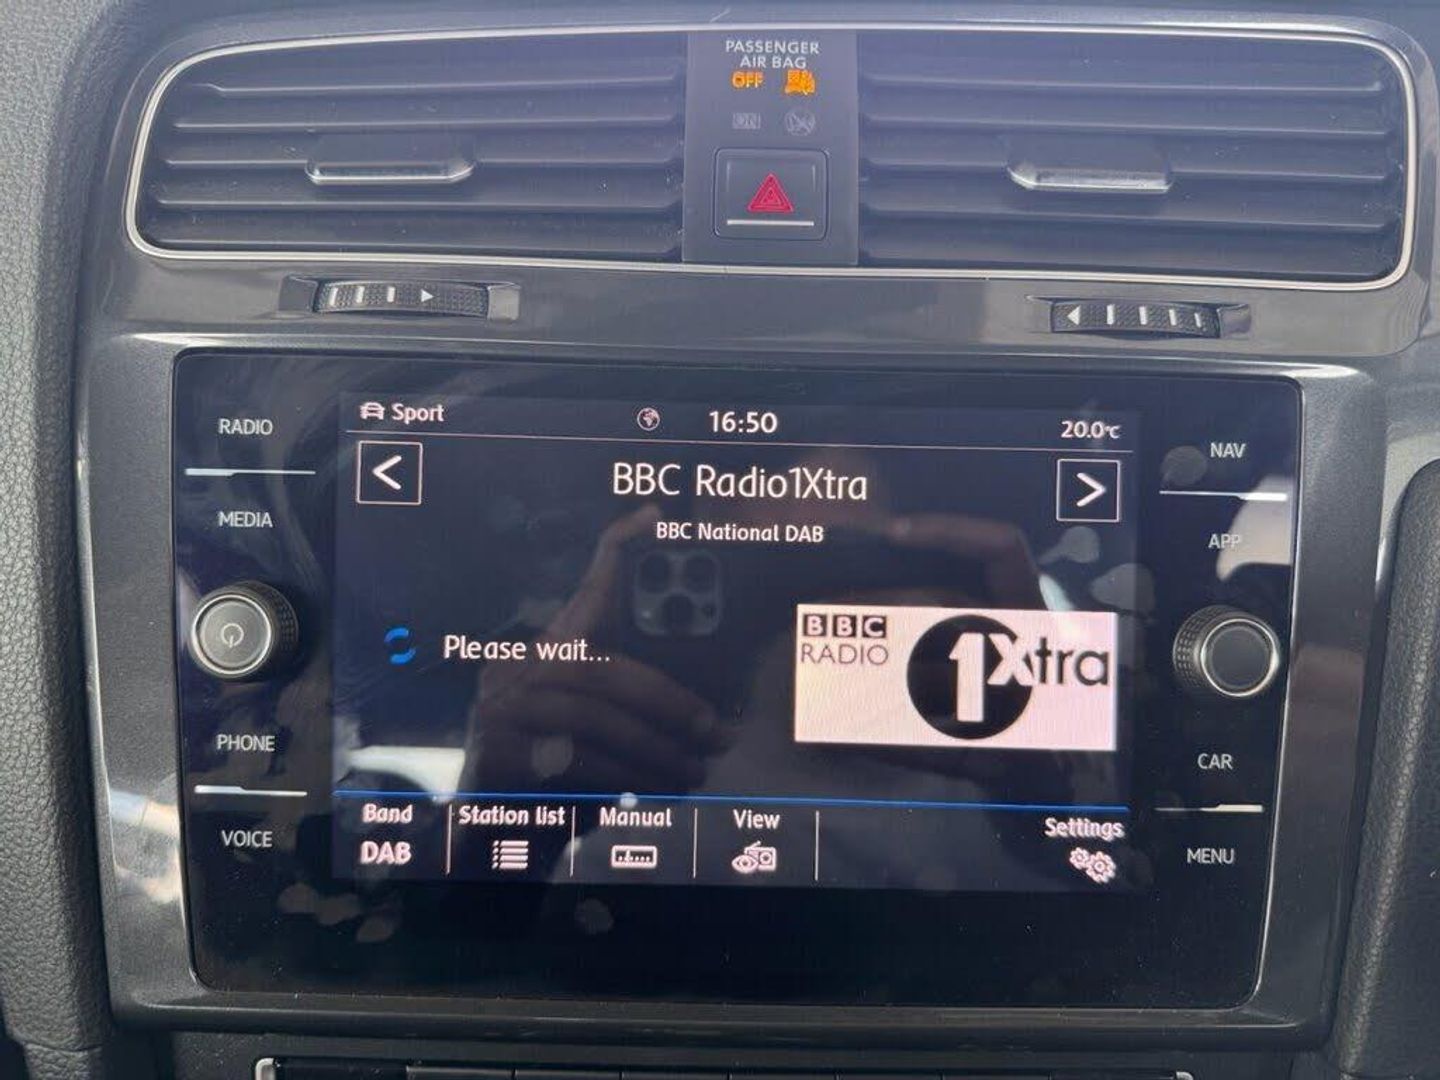 PASSENGER
AIR BAG
OFF
ON
RADIO
MEDIA
PHONE
VOICE
Sport
16:50
20.0°C
<
BBC Radio1Xtra
>
BBC National DAB
Please wait...
BBC
RADIO
1Xtra
Band
DAB
Station list
Manual
View
Settings
NAV
APP
CAR
MENU